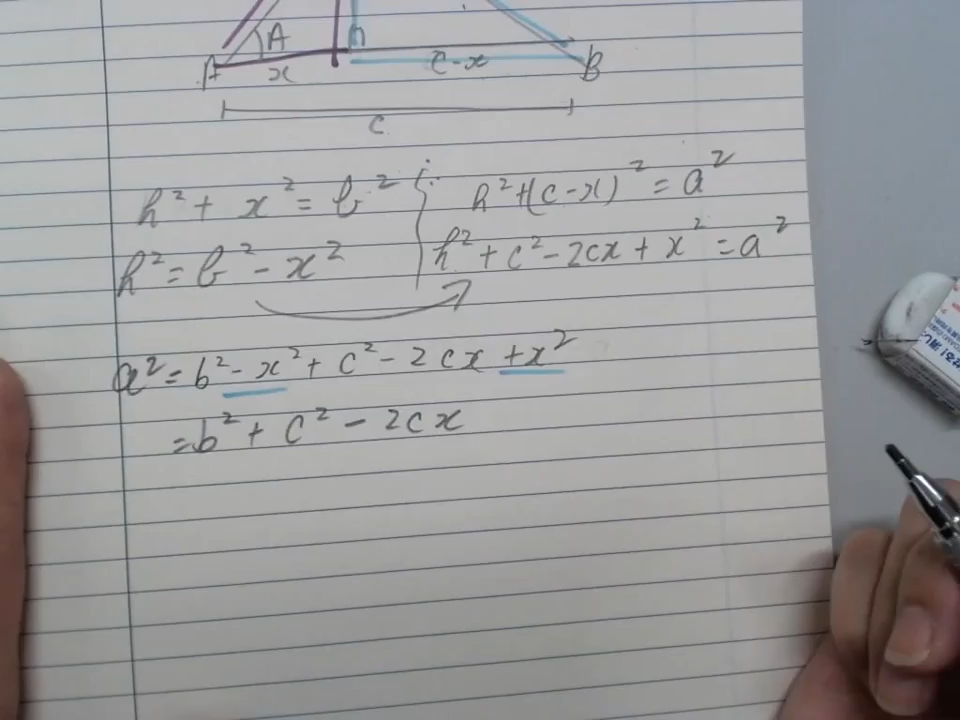 A
A x c-x B
c
h² + x² = b²
h² + (c-x)² = a²
h² = b² - x²
h² + c² - 2cx + x² = a²
a² = b² - x² + c² - 2cx + x²
= b² + c² - 2cx